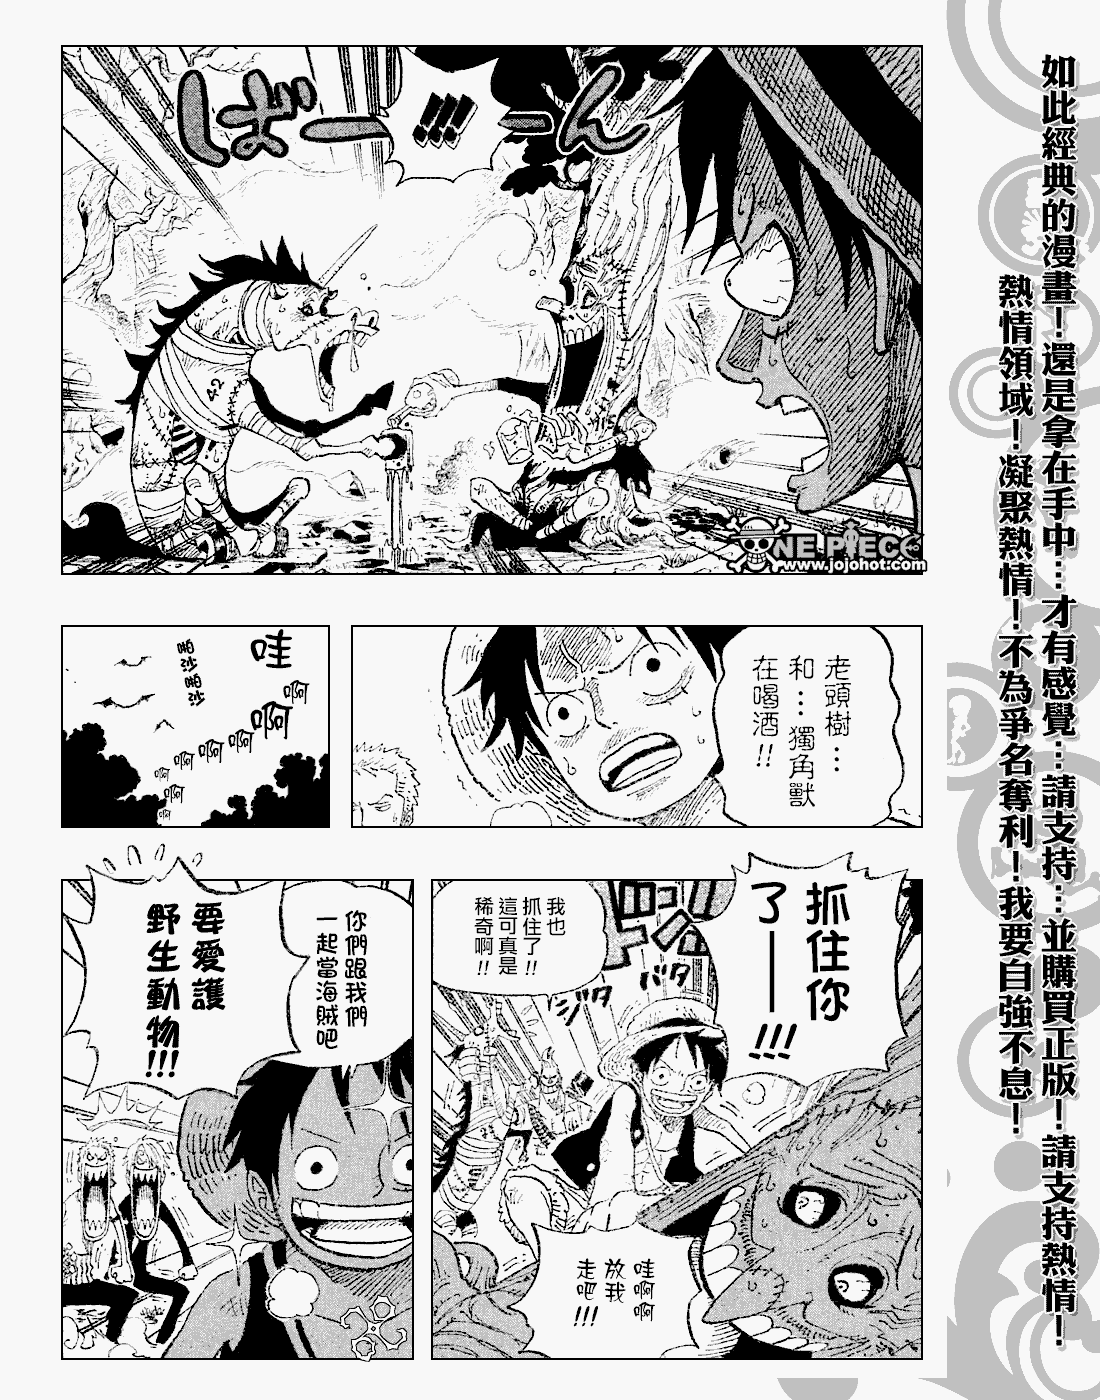 ばーーん
!!!!
ONE PIECE
www.jojohot.com
42
老頭樹…
和…獨角獸
在喝酒!!
哇
啊
啊
啊
啊
啊
啊
啊
啊
啪沙啪沙
抓住你
了——!!!
我也
抓住了!!
這可真是
稀奇啊!!
ジタ
バタ
哇啊啊
放我
走吧!!!
你們跟我們
一起當海賊吧
要愛護
野生動物!!!
如此經典的漫畫！還是拿在手中…才有感覺…請支持…並購買正版！請支持熱情！
熱情領域！凝聚熱情！不為爭名奪利！我要自強不息！